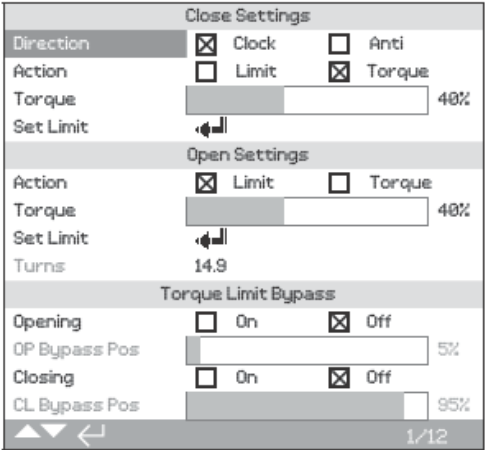 Close Settings
Direction Clock Anti
Action Limit Torque
Torque 40%
Set Limit
Open Settings
Action Limit Torque
Torque 40%
Set Limit
Turns 14.9
Torque Limit Bypass
Opening On Off
OP Bypass Pos 5%
Closing On Off
CL Bypass Pos 95%
1/12